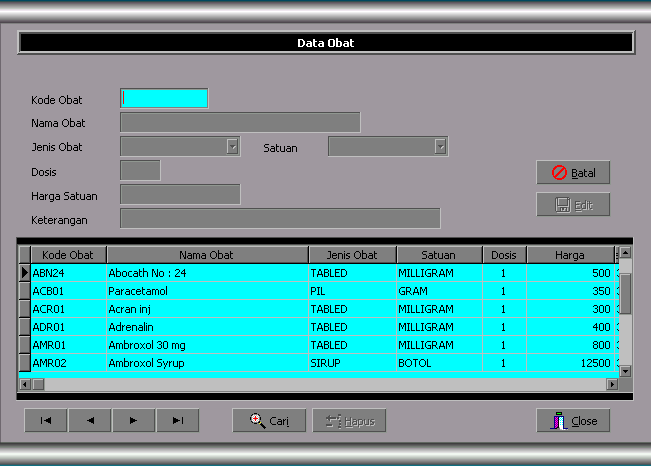 Data Obat
Kode Obat
Nama Obat
Jenis Obat Satuan
Dosis
Batal
Harga Satuan
Edit
Keterangan
Kode Obat Nama Obat Jenis Obat Satuan Dosis Harga
ABN24 Abocath No : 24 TABLED MILLIGRAM 1 500
ACB01 Paracetamol PIL GRAM 1 350
ACR01 Acran inj TABLED MILLIGRAM 1 300
ADR01 Adrenalin TABLED MILLIGRAM 1 400
AMR01 Ambroxol 30 mg TABLED MILLIGRAM 1 800
AMR02 Ambroxol Syrup SIRUP BOTOL 1 12500
Cari Hapus Close